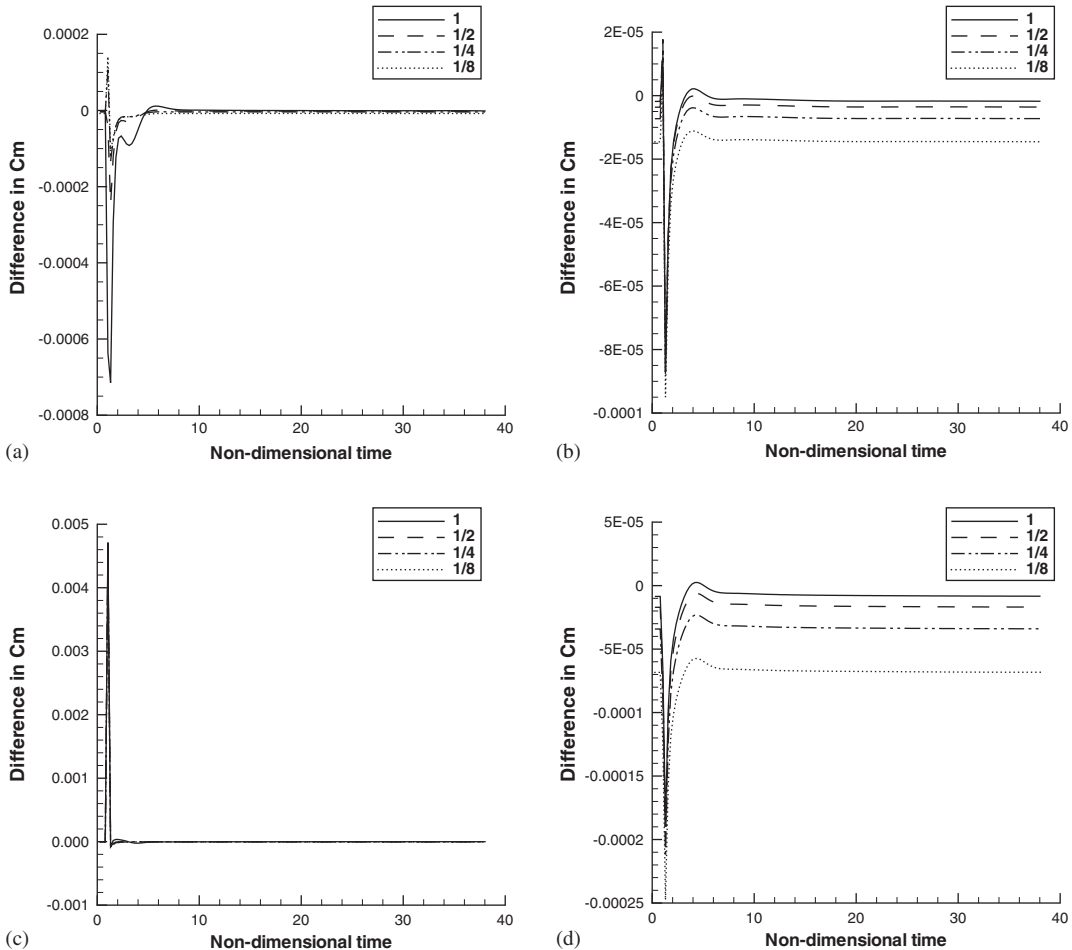 1
1/2
1/4
1/8
0.0002
0
-0.0002
-0.0004
-0.0006
-0.0008
Difference in Cm
0 10 20 30 40
Non-dimensional time
(a)
1
1/2
1/4
1/8
2E-05
0
-2E-05
-4E-05
-6E-05
-8E-05
-0.0001
Difference in Cm
0 10 20 30 40
Non-dimensional time
(b)
1
1/2
1/4
1/8
0.005
0.004
0.003
0.002
0.001
0.000
-0.001
Difference in Cm
0 10 20 30 40
Non-dimensional time
(c)
1
1/2
1/4
1/8
5E-05
0
-5E-05
-0.0001
-0.00015
-0.0002
-0.00025
Difference in Cm
0 10 20 30 40
Non-dimensional time
(d)